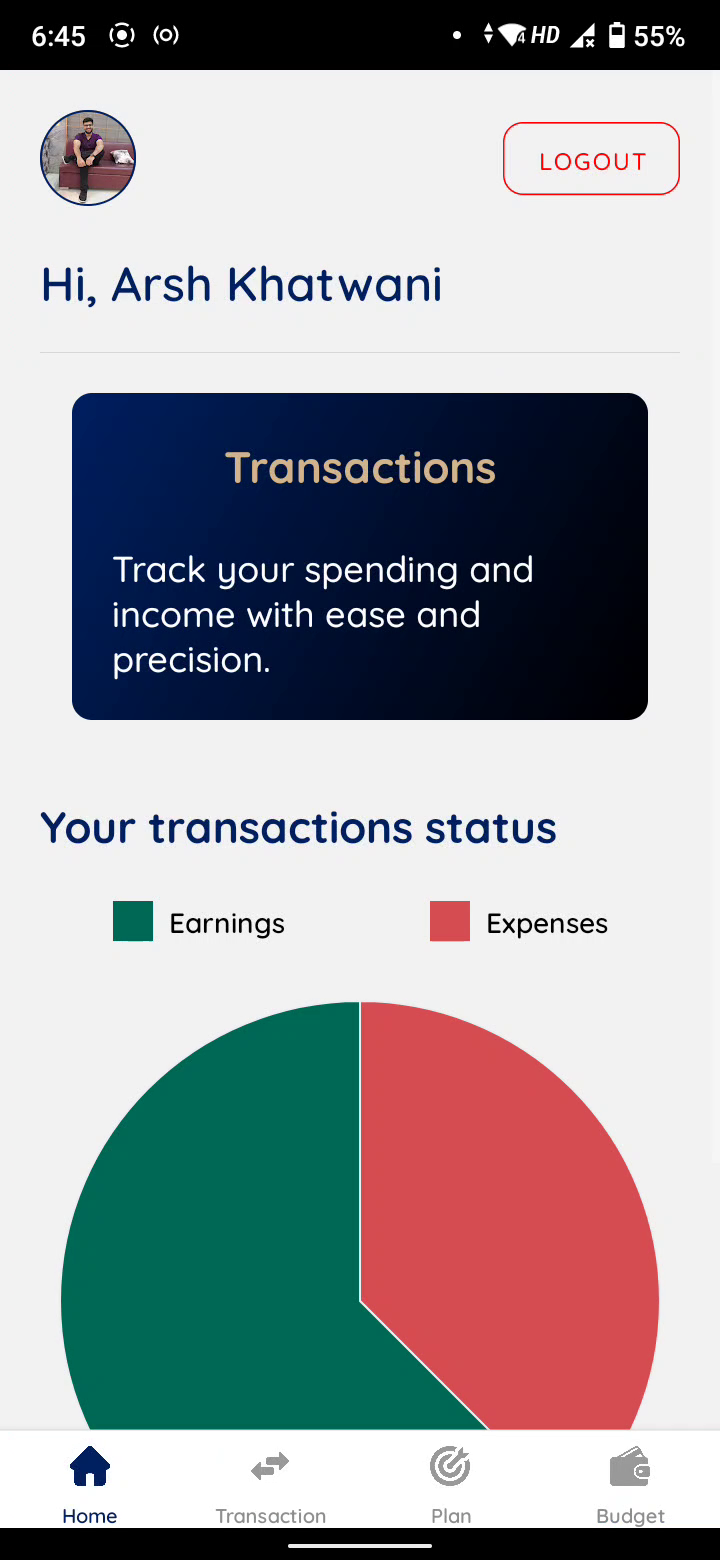 6:45
4 HD
55%
LOGOUT
Hi, Arsh Khatwani
Transactions
Track your spending and
income with ease and
precision.
Your transactions status
Earnings
Expenses
Home
Transaction
Plan
Budget